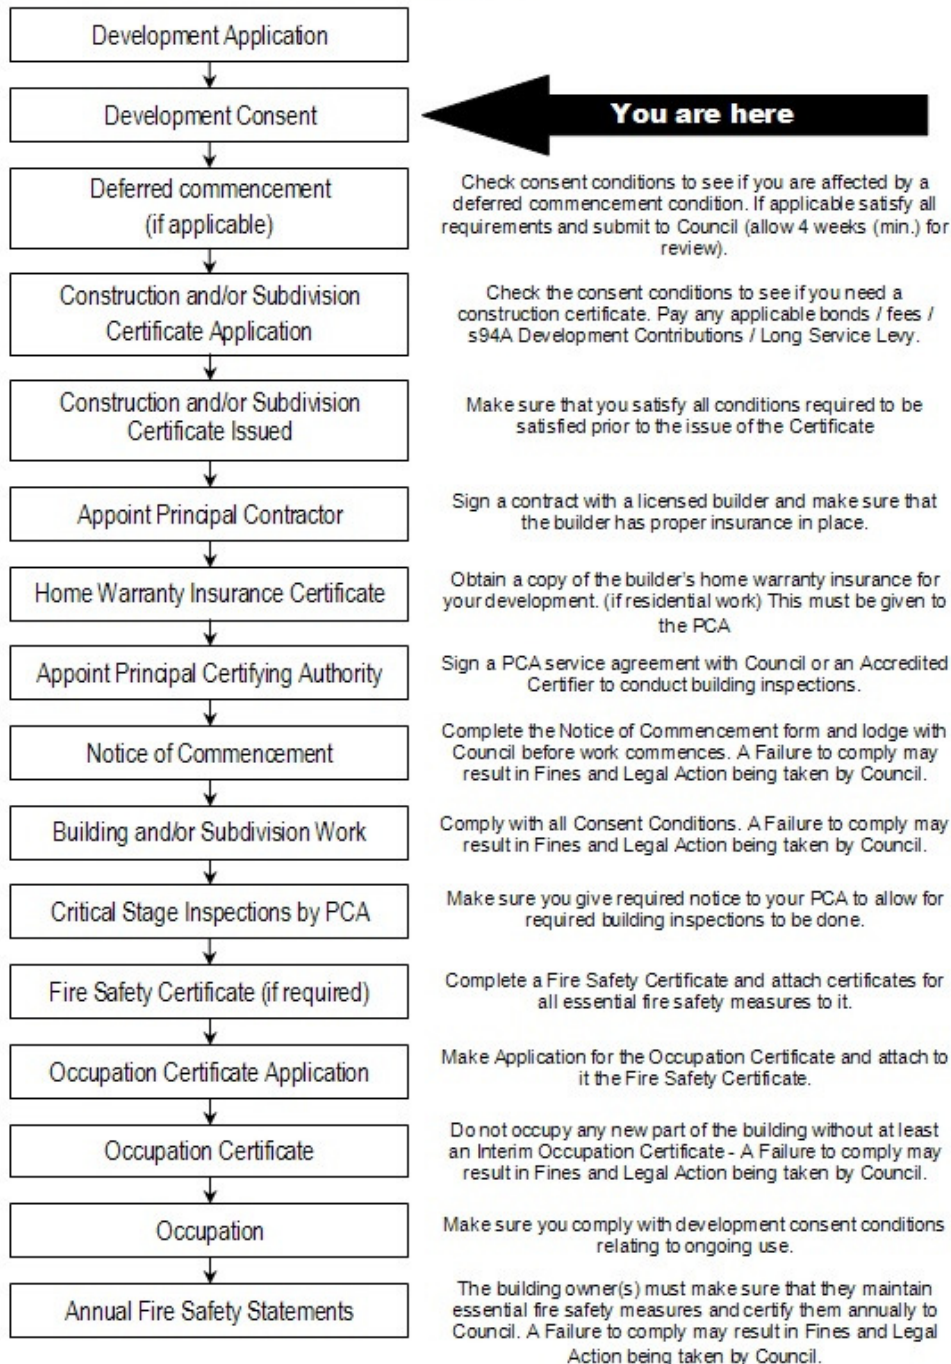 Development Application
Development Consent
You are here
Deferred commencement
(if applicable)
Check consent conditions to see if you are affected by a
deferred commencement condition. If applicable satisfy all
requirements and submit to Council (allow 4 weeks (min.) for
review).
Construction and/or Subdivision
Certificate Application
Check the consent conditions to see if you need a
construction certificate. Pay any applicable bonds / fees /
s94A Development Contributions / Long Service Levy.
Construction and/or Subdivision
Certificate Issued
Make sure that you satisfy all conditions required to be
satisfied prior to the issue of the Certificate
Appoint Principal Contractor
Sign a contract with a licensed builder and make sure that
the builder has proper insurance in place.
Home Warranty Insurance Certificate
Obtain a copy of the builder's home warranty insurance for
your development. (if residential work) This must be given to
the PCA
Appoint Principal Certifying Authority
Sign a PCA service agreement with Council or an Accredited
Certifier to conduct building inspections.
Notice of Commencement
Complete the Notice of Commencement form and lodge with
Council before work commences. A Failure to comply may
result in Fines and Legal Action being taken by Council.
Building and/or Subdivision Work
Comply with all Consent Conditions. A Failure to comply may
result in Fines and Legal Action being taken by Council.
Critical Stage Inspections by PCA
Make sure you give required notice to your PCA to allow for
required building inspections to be done.
Fire Safety Certificate (if required)
Complete a Fire Safety Certificate and attach certificates for
all essential fire safety measures to it.
Occupation Certificate Application
Make Application for the Occupation Certificate and attach to
it the Fire Safety Certificate.
Occupation Certificate
Do not occupy any new part of the building without at least
an Interim Occupation Certificate - A Failure to comply may
result in Fines and Legal Action being taken by Council.
Occupation
Make sure you comply with development consent conditions
relating to ongoing use.
Annual Fire Safety Statements
The building owner(s) must make sure that they maintain
essential fire safety measures and certify them annually to
Council. A Failure to comply may result in Fines and Legal
Action being taken by Council.